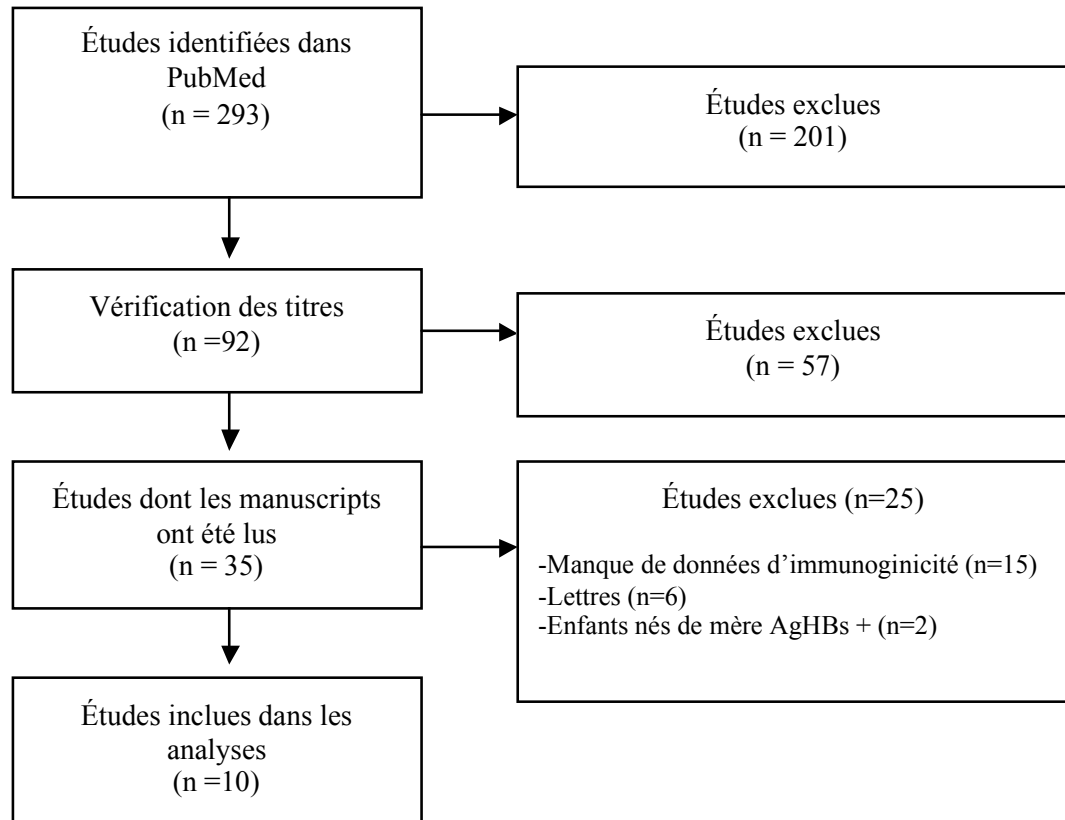 Études identifiées dans
PubMed
(n = 293)
Études exclues
(n = 201)
Vérification des titres
(n =92)
Études exclues
(n = 57)
Études dont les manuscripts
ont été lus
(n = 35)
Études exclues (n=25)
-Manque de données d’immunoginicité (n=15)
-Lettres (n=6)
-Enfants nés de mère AgHBs + (n=2)
Études inclues dans les
analyses
(n =10)